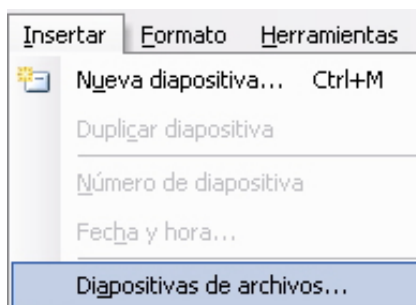 Insertar Formato Herramientas
Nueva diapositiva... Ctrl+M
Duplicar diapositiva
Número de diapositiva
Fecha y hora...
Diapositivas de archivos...